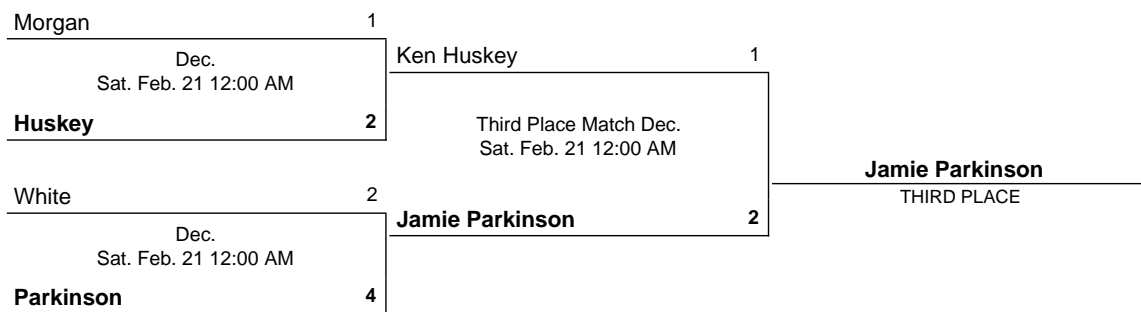 Morgan 1
Dec.
Sat. Feb. 21 12:00 AM
Huskey 2
White 2
Dec.
Sat. Feb. 21 12:00 AM
Parkinson 4
Ken Huskey 1
Third Place Match Dec.
Sat. Feb. 21 12:00 AM
Jamie Parkinson 2
Jamie Parkinson
THIRD PLACE